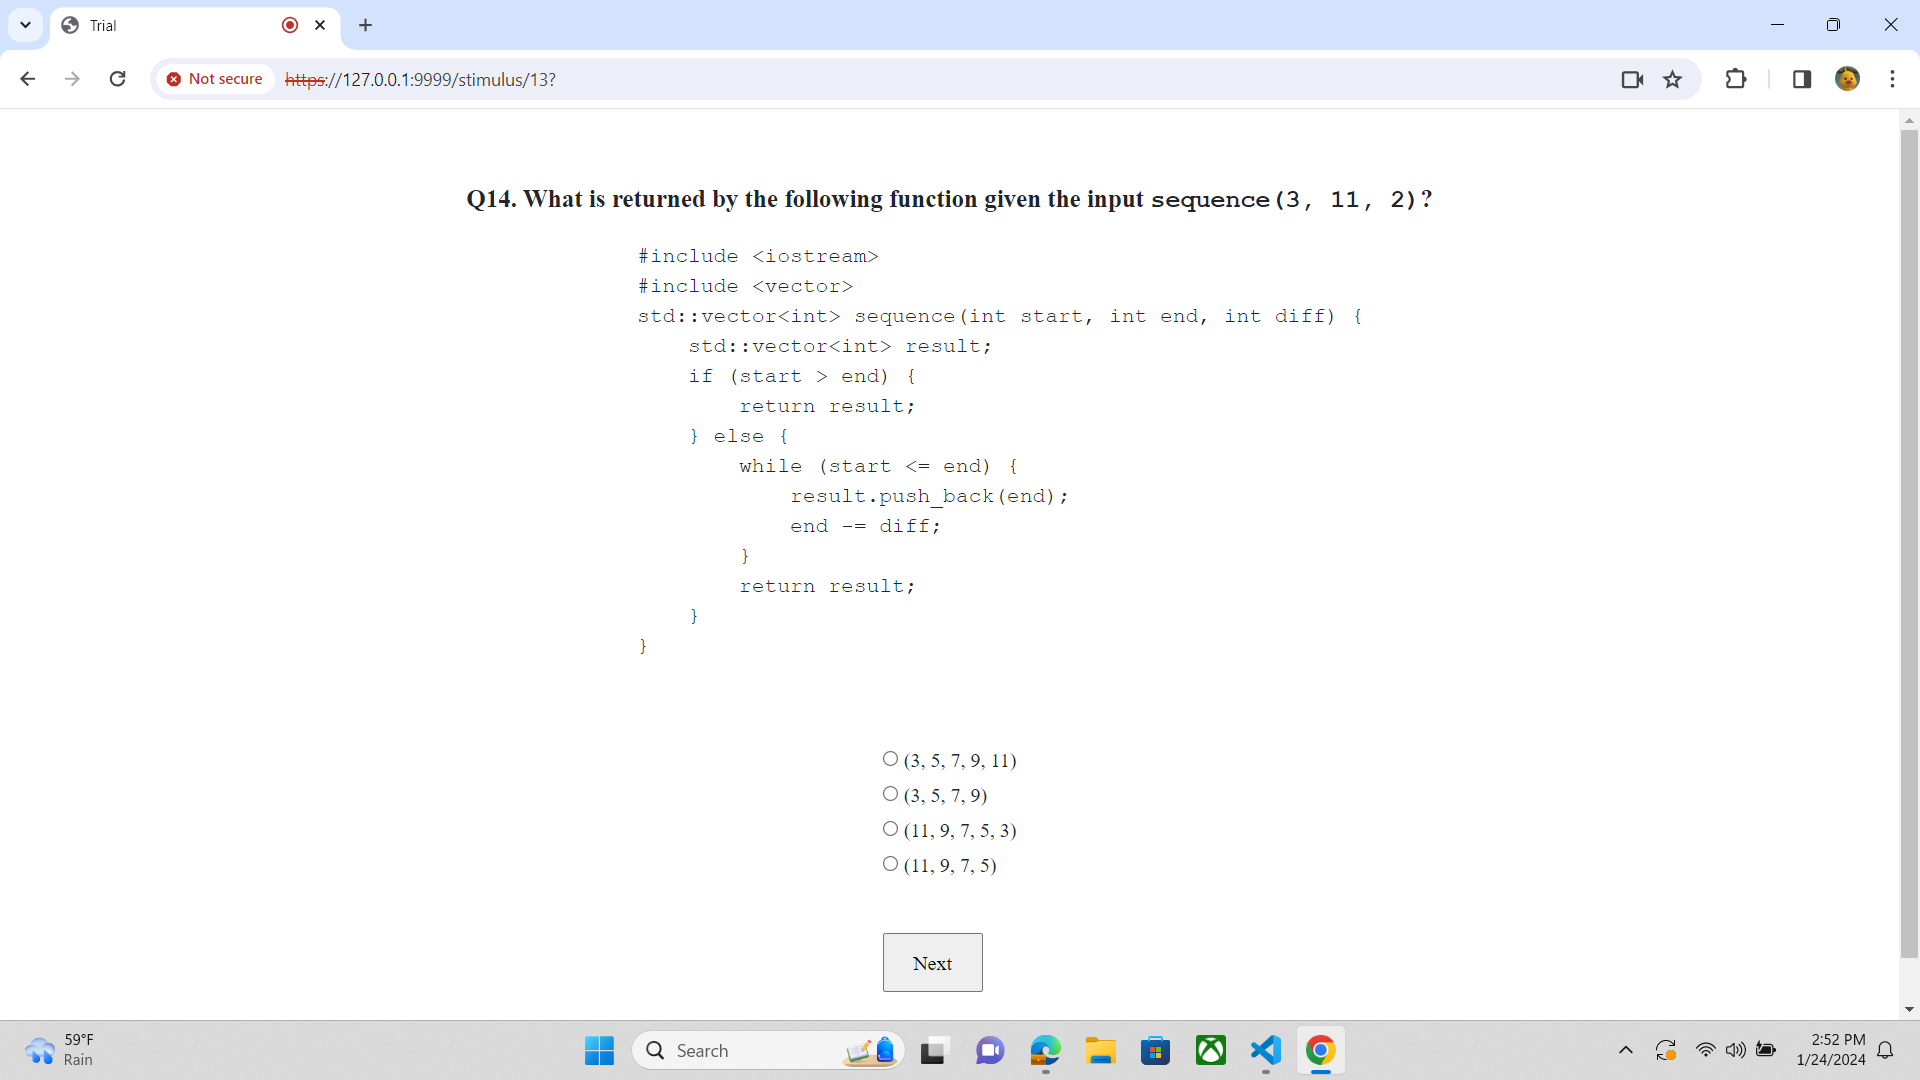 Trial
Not secure
https://127.0.0.1:9999/stimulus/13?
Q14. What is returned by the following function given the input sequence(3, 11, 2)?
#include <iostream>
#include <vector>
std::vector<int> sequence(int start, int end, int diff) {
    std::vector<int> result;
    if (start > end) {
        return result;
    } else {
        while (start <= end) {
            result.push_back(end);
            end -= diff;
        }
        return result;
    }
}
(3, 5, 7, 9, 11)
(3, 5, 7, 9)
(11, 9, 7, 5, 3)
(11, 9, 7, 5)
Next
59°F
Rain
Search
2:52 PM
1/24/2024